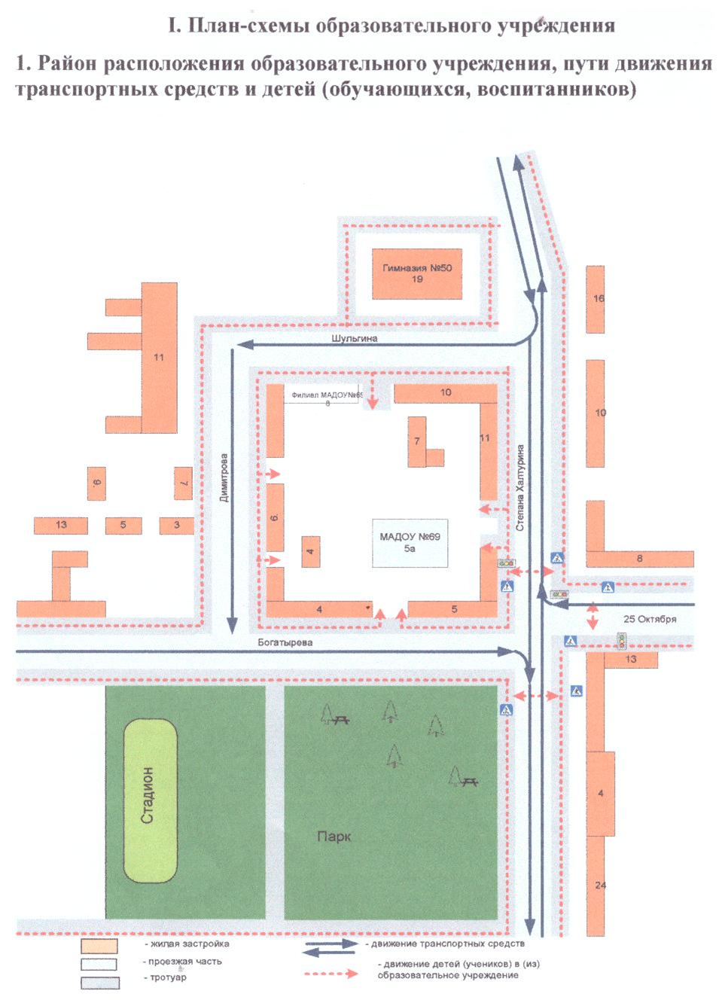 I. План-схемы образовательного учреждения
1. Район расположения образовательного учреждения, пути движения
транспортных средств и детей (обучающихся, воспитанников)
Гимназия №50
19
16
Шульгина
11
Филиал МАДОУ№69
8
10
10
7
11
Димитрова
Степана Халтурина
9.
7
6.
13
5
3
МАДОУ №69
5а
4
8
4
5
25 Октября
Богатырева
13
Стадион
Парк
4
24
- жилая застройка
- проезжая часть
- тротуар
- движение транспортных средств
- движение детей (учеников) в (из)
образовательное учреждение